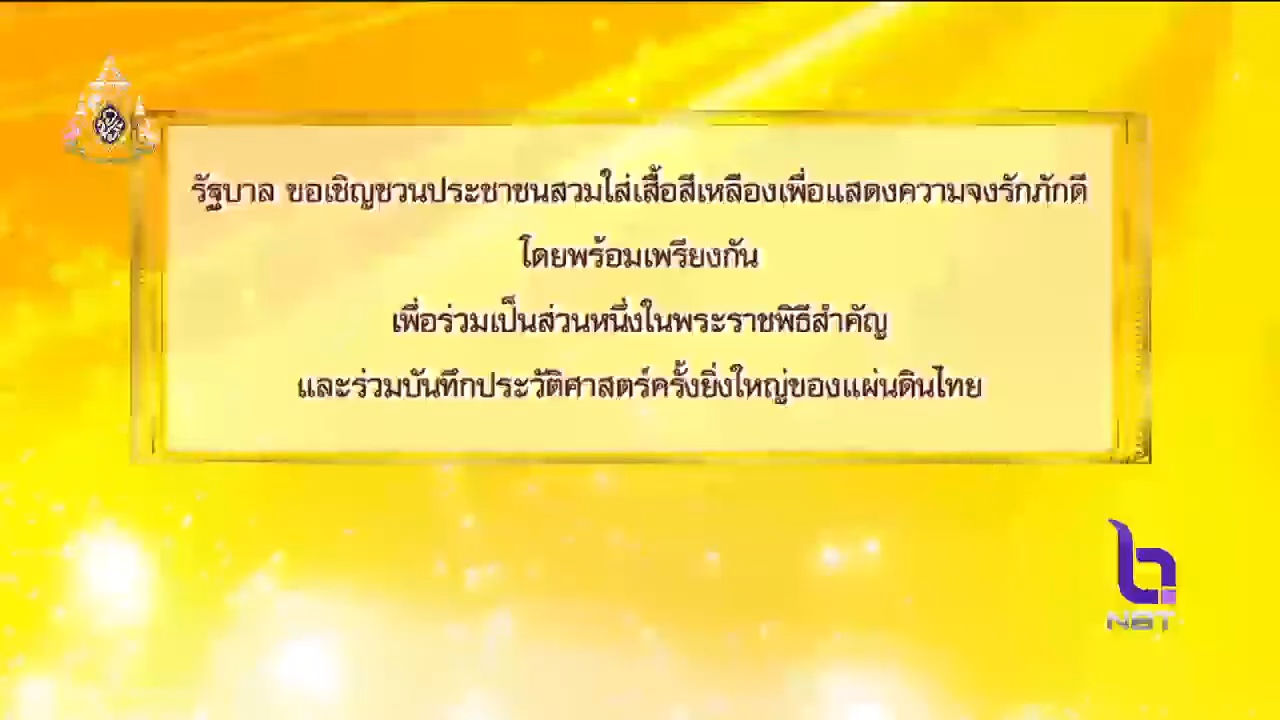 รัฐบาล ขอเชิญชวนประชาชนสวมใส่เสื้อสีเหลืองเพื่อแสดงความจงรักภักดี
โดยพร้อมเพรียงกัน
เพื่อร่วมเป็นส่วนหนึ่งในพระราชพิธีสำคัญ
และร่วมบันทึกประวัติศาสตร์ครั้งยิ่งใหญ่ของแผ่นดินไทย
NBT